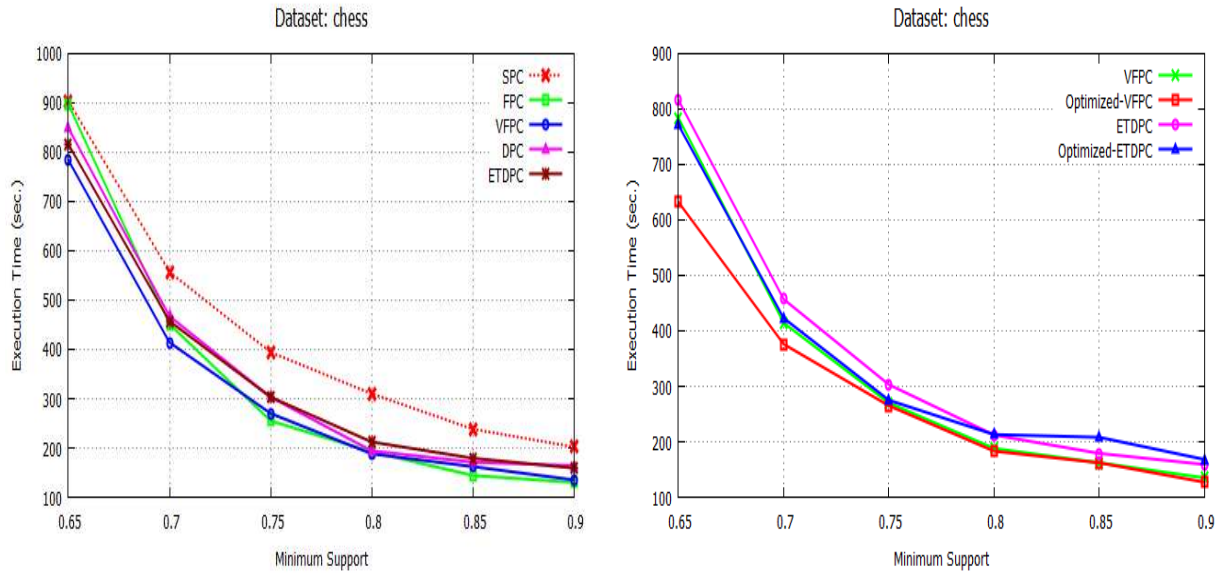 Dataset: chess
1000
900
800
700
600
500
400
300
200
100
Execution Time (sec.)
SPC
FPC
VFPC
DPC
ETDPC
0.65 0.7 0.75 0.8 0.85 0.9
Minimum Support
Dataset: chess
900
800
700
600
500
400
300
200
100
Execution Time (sec.)
VFPC
Optimized-VFPC
ETDPC
Optimized-ETDPC
0.65 0.7 0.75 0.8 0.85 0.9
Minimum Support